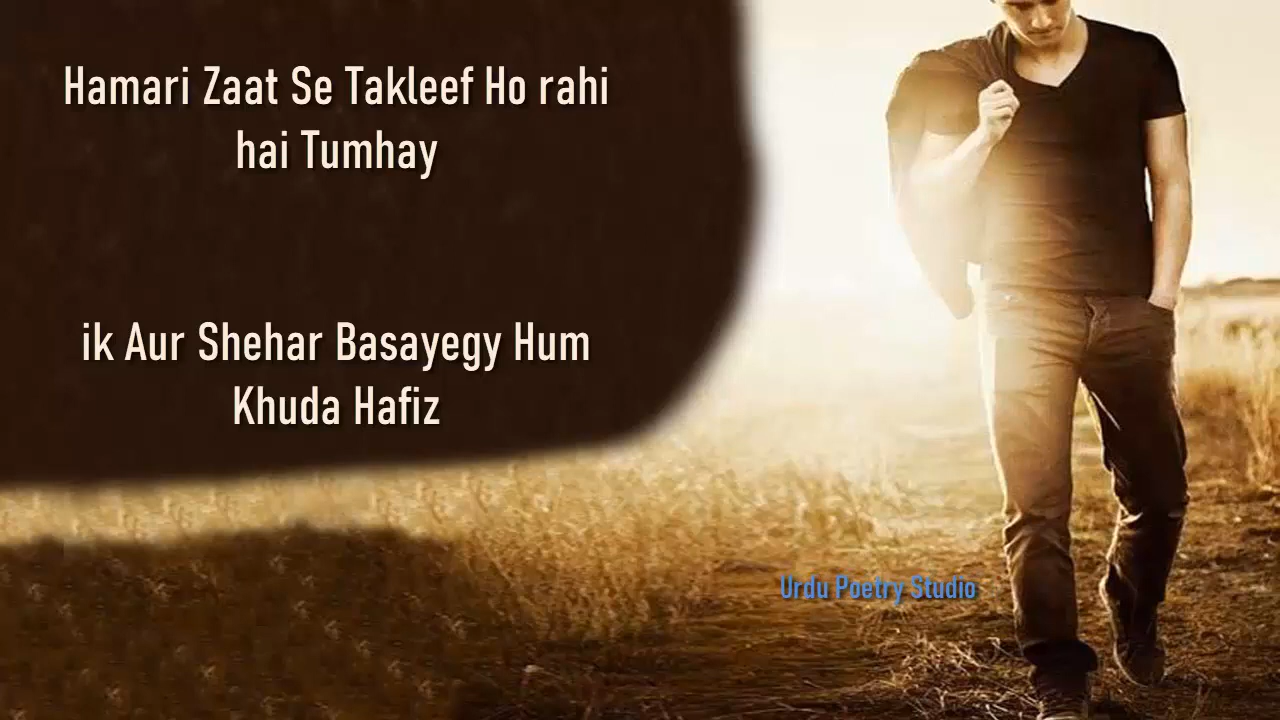 Hamari Zaat Se Takleef Ho rahi
hai Tumhay
ik Aur Shehar Basayegy Hum
Khuda Hafiz
Urdu Poetry Studio